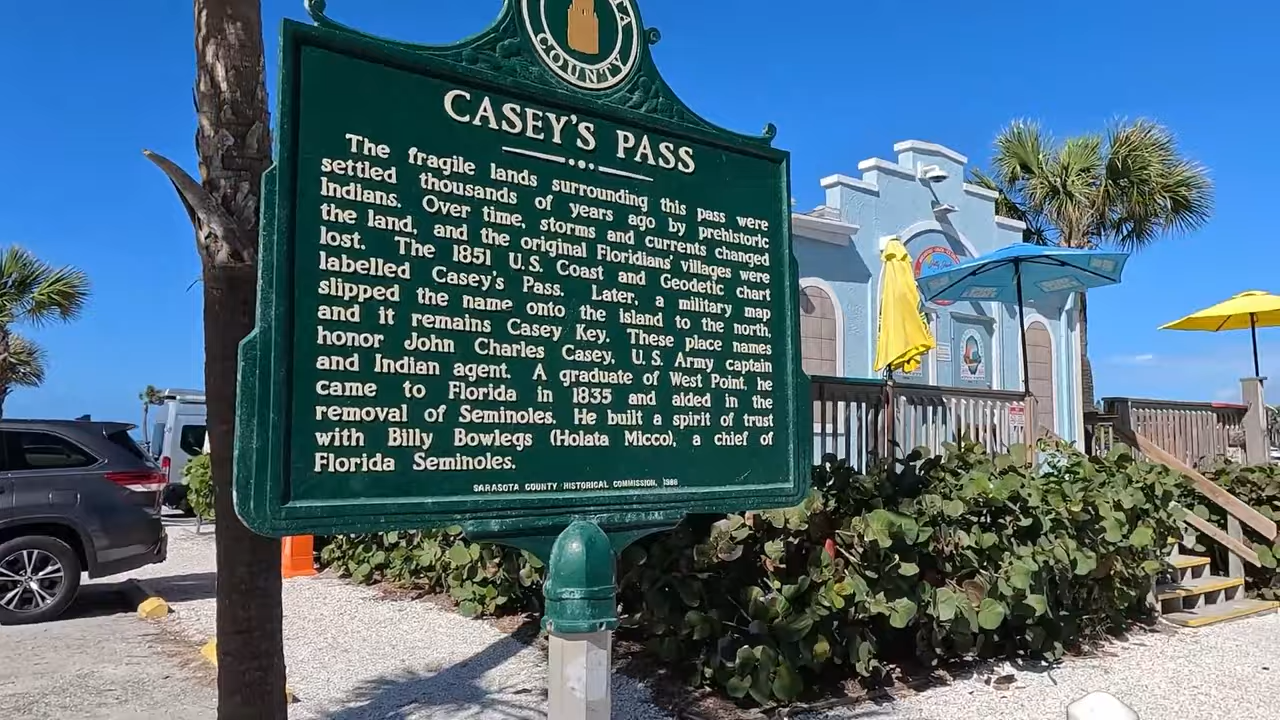 COUNTY
CASEY'S PASS
The fragile lands surrounding this pass were
settled thousands of years ago by prehistoric
Indians. Over time, storms and currents changed
the land, and the original Floridians' villages were
lost. The 1851 U.S. Coast and Geodetic chart
labelled Casey's Pass. Later, a military map
slipped the name onto the island to the north,
and it remains Casey Key. These place names
honor John Charles Casey, U.S. Army captain
and Indian agent. A graduate of West Point, he
came to Florida in 1835 and aided in the
removal of Seminoles. He built a spirit of trust
with Billy Bowlegs (Holata Micco), a chief of
Florida Seminoles.
SARASOTA COUNTY HISTORICAL COMMISSION, 1986